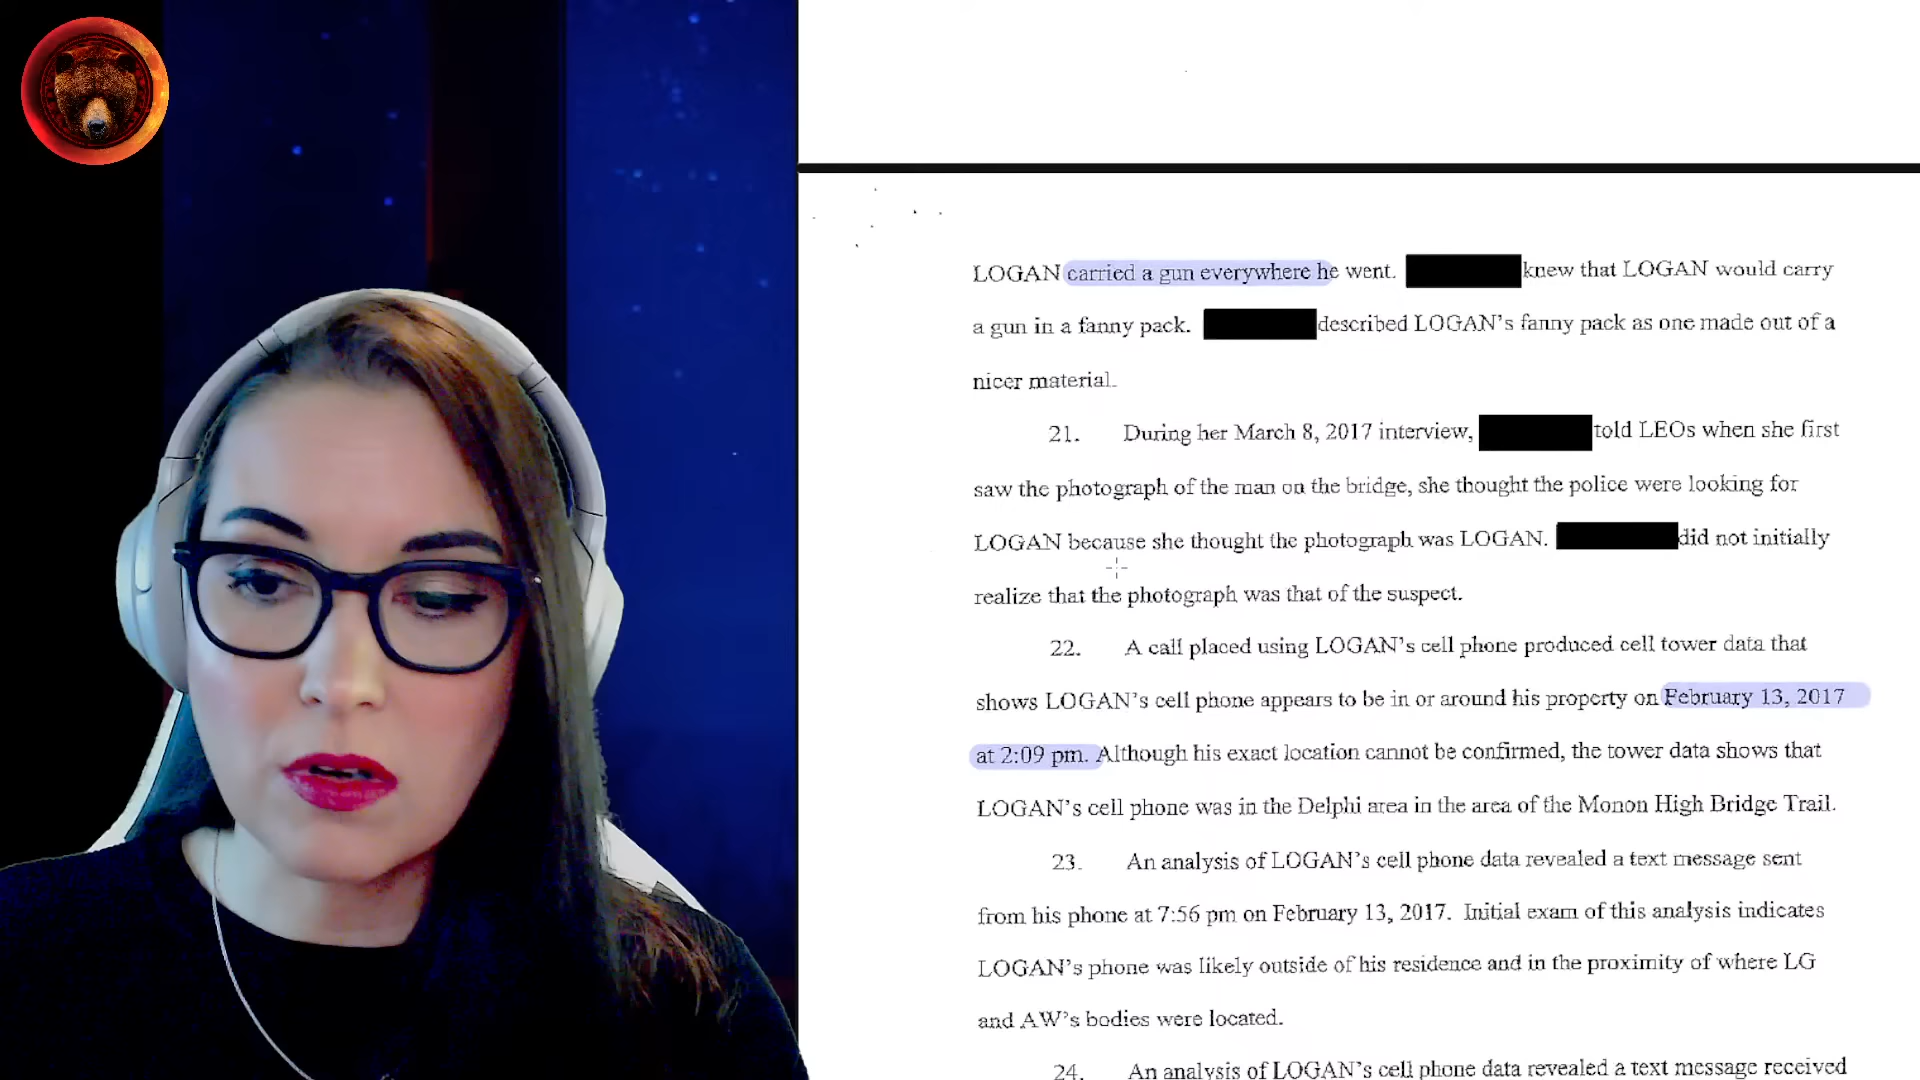 LOGAN carried a gun everywhere he went. knew that LOGAN would carry
a gun in a fanny pack. described LOGAN's fanny pack as one made out of a
nicer material.
21. During her March 8, 2017 interview, told LEOs when she first
saw the photograph of the man on the bridge, she thought the police were looking for
LOGAN because she thought the photograph was LOGAN. did not initially
realize that the photograph was that of the suspect.
22. A call placed using LOGAN's cell phone produced cell tower data that
shows LOGAN's cell phone appears to be in or around his property on February 13, 2017
at 2:09 pm. Although his exact location cannot be confirmed, the tower data shows that
LOGAN's cell phone was in the Delphi area in the area of the Monon High Bridge Trail.
23. An analysis of LOGAN's cell phone data revealed a text message sent
from his phone at 7:56 pm on February 13, 2017. Initial exam of this analysis indicates
LOGAN's phone was likely outside of his residence and in the proximity of where LG
and AW's bodies were located.
24. An analysis of LOGAN's cell phone data revealed a text message received